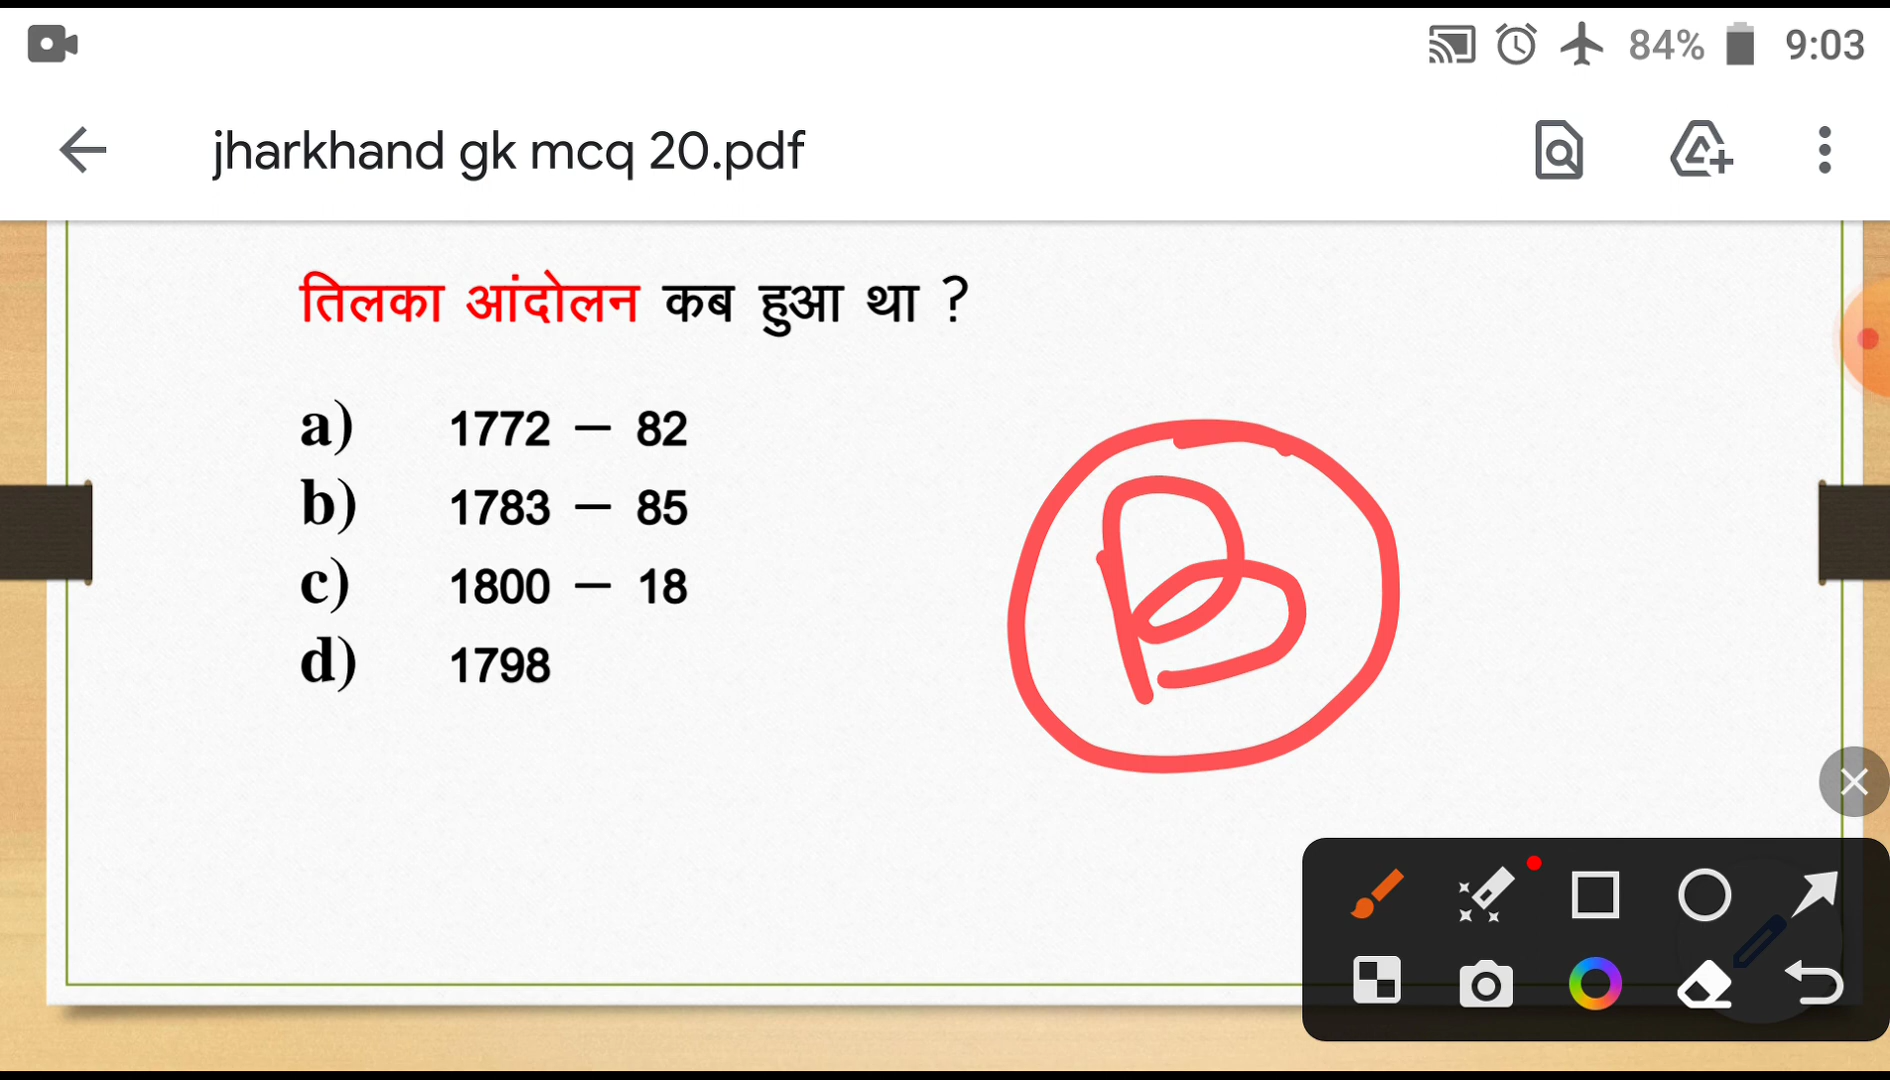 84% 9:03
jharkhand gk mcq 20.pdf
तिलका आंदोलन कब हुआ था ?
a) 1772 – 82
b) 1783 – 85
c) 1800 – 18
d) 1798
B